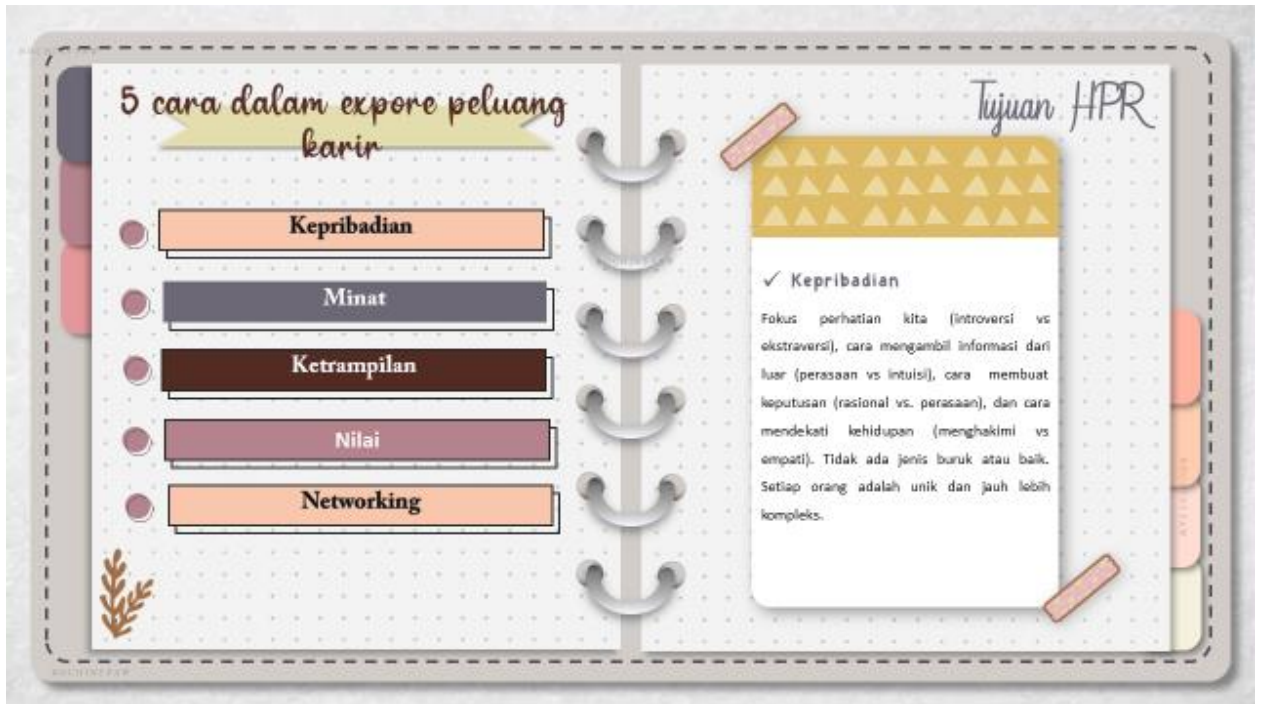 5 cara dalam expore peluang
karir
Kepribadian
Minat
Ketrampilan
Nilai
Networking
Tujuan HPR
✓ Kepribadian
Fokus perhatian kita (introversi vs
ekstraversi), cara mengambil informasi dari
luar (perasaan vs intuisi), cara membuat
keputusan (rasional vs. perasaan), dan cara
mendekati kehidupan (menghakimi vs
empati). Tidak ada jenis buruk atau baik.
Setiap orang adalah unik dan jauh lebih
kompleks.